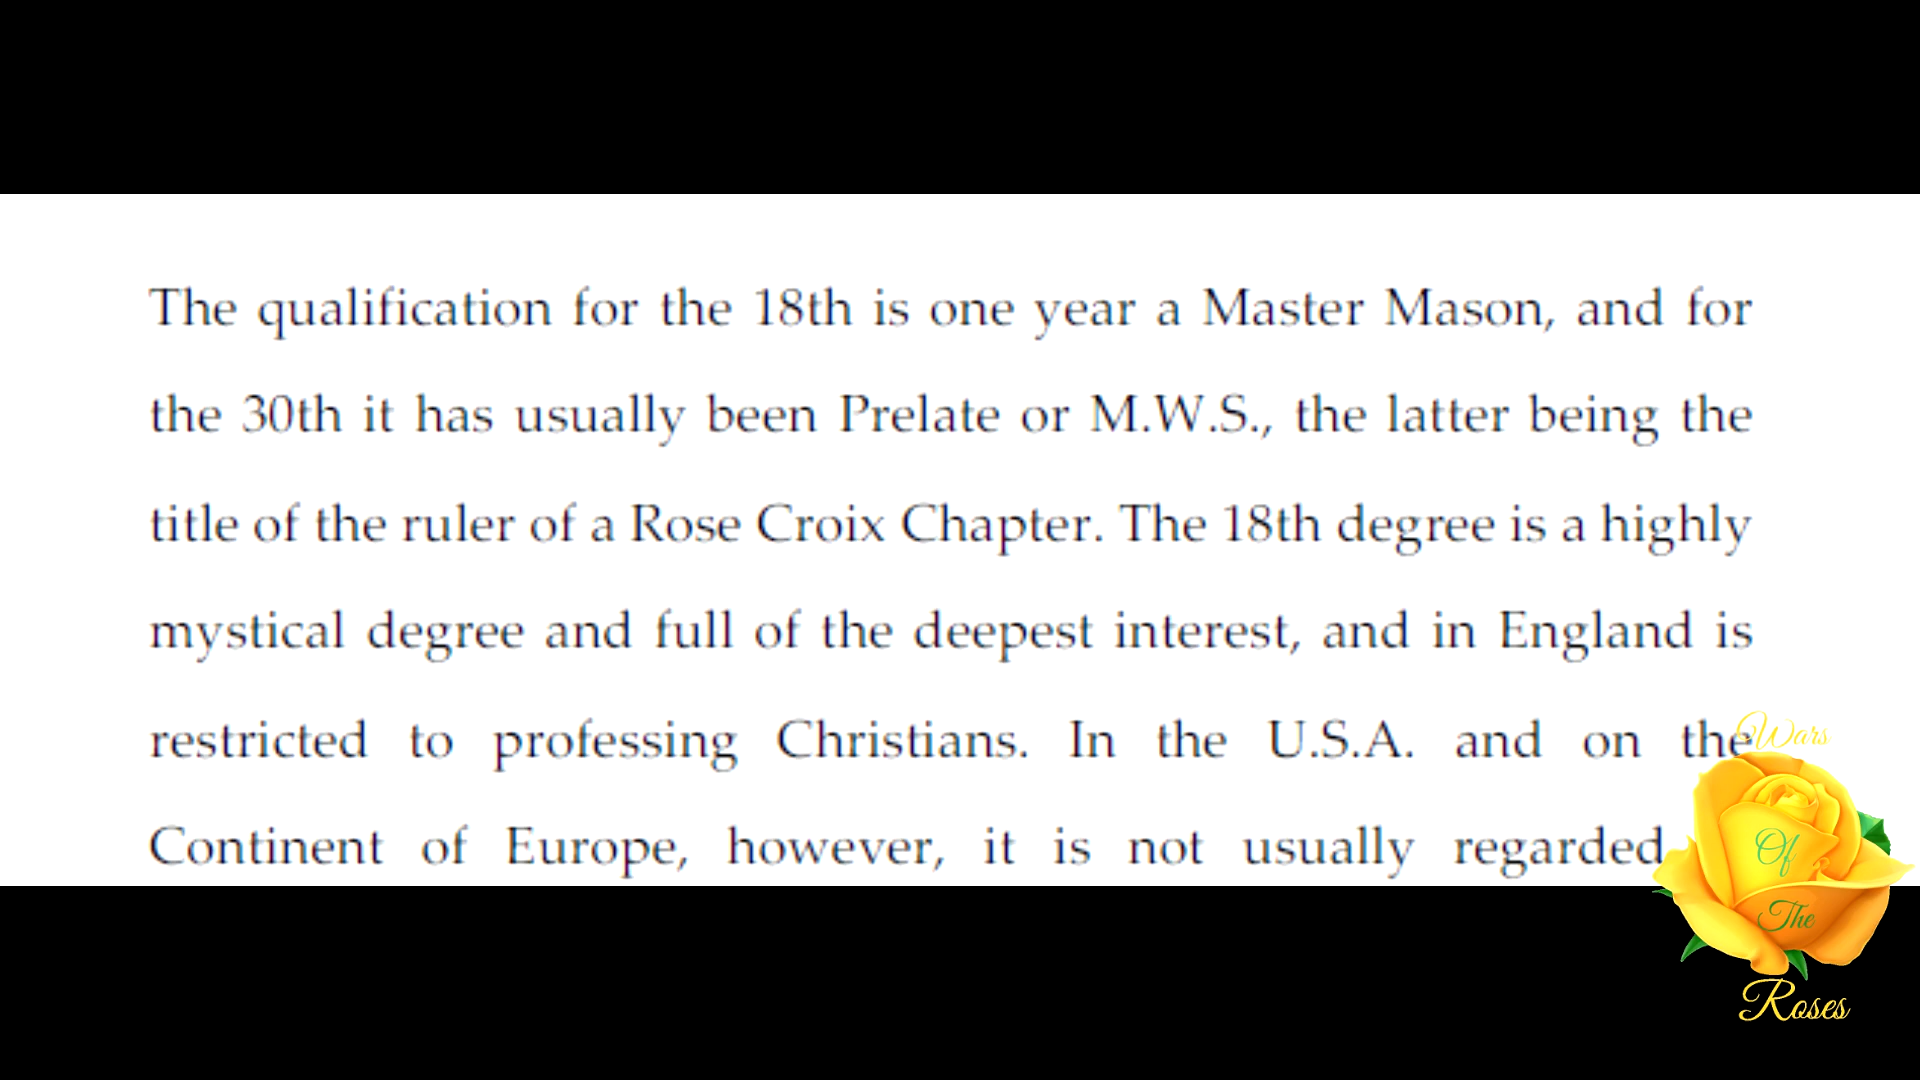 The qualification for the 18th is one year a Master Mason, and for
the 30th it has usually been Prelate or M.W.S., the latter being the
title of the ruler of a Rose Croix Chapter. The 18th degree is a highly
mystical degree and full of the deepest interest, and in England is
restricted to professing Christians. In the U.S.A. and on the
Continent of Europe, however, it is not usually regarded
Wars
Of
The
Roses